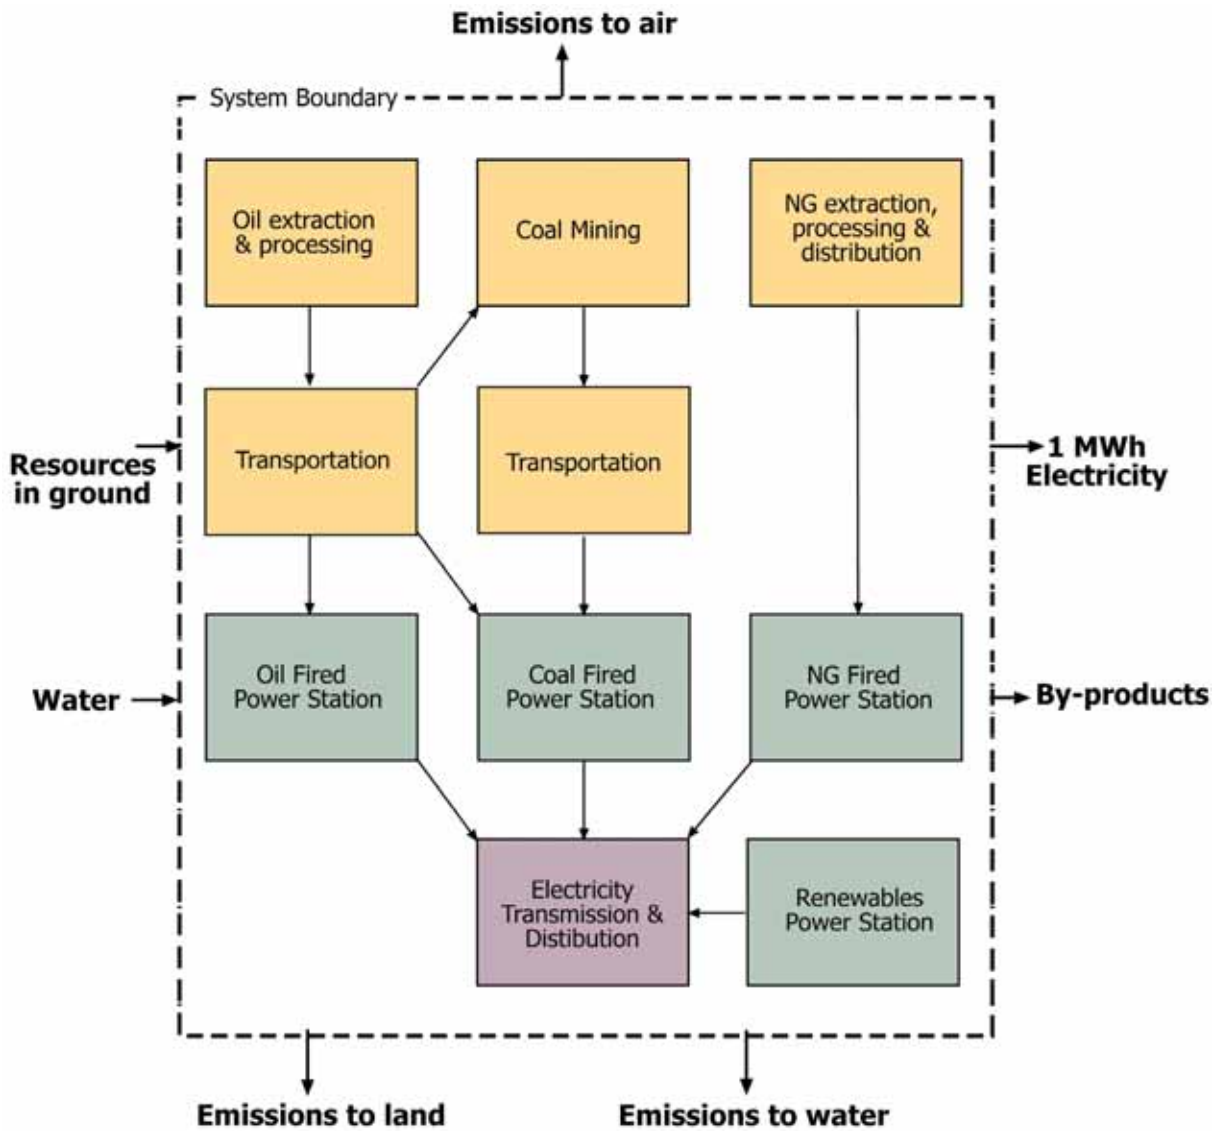 Emissions to air
System Boundary
Oil extraction
& processing
Coal Mining
NG extraction,
processing &
distribution
Transportation
Transportation
Resources
in ground
1 MWh
Electricity
Oil Fired
Power Station
Coal Fired
Power Station
NG Fired
Power Station
Water
By-products
Electricity
Transmission &
Distibution
Renewables
Power Station
Emissions to land
Emissions to water